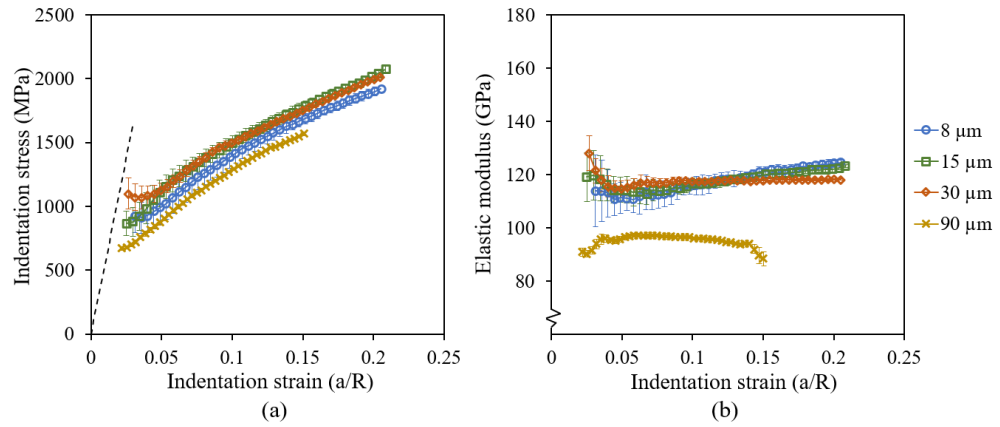 2500
2000
1500
1000
500
0
Indentation stress (MPa)
0 0.05 0.1 0.15 0.2 0.25
Indentation strain (a/R)
(a)
180
160
140
120
100
80
Elastic modulus (GPa)
0 0.05 0.1 0.15 0.2 0.25
Indentation strain (a/R)
(b)
8 µm
15 µm
30 µm
90 µm